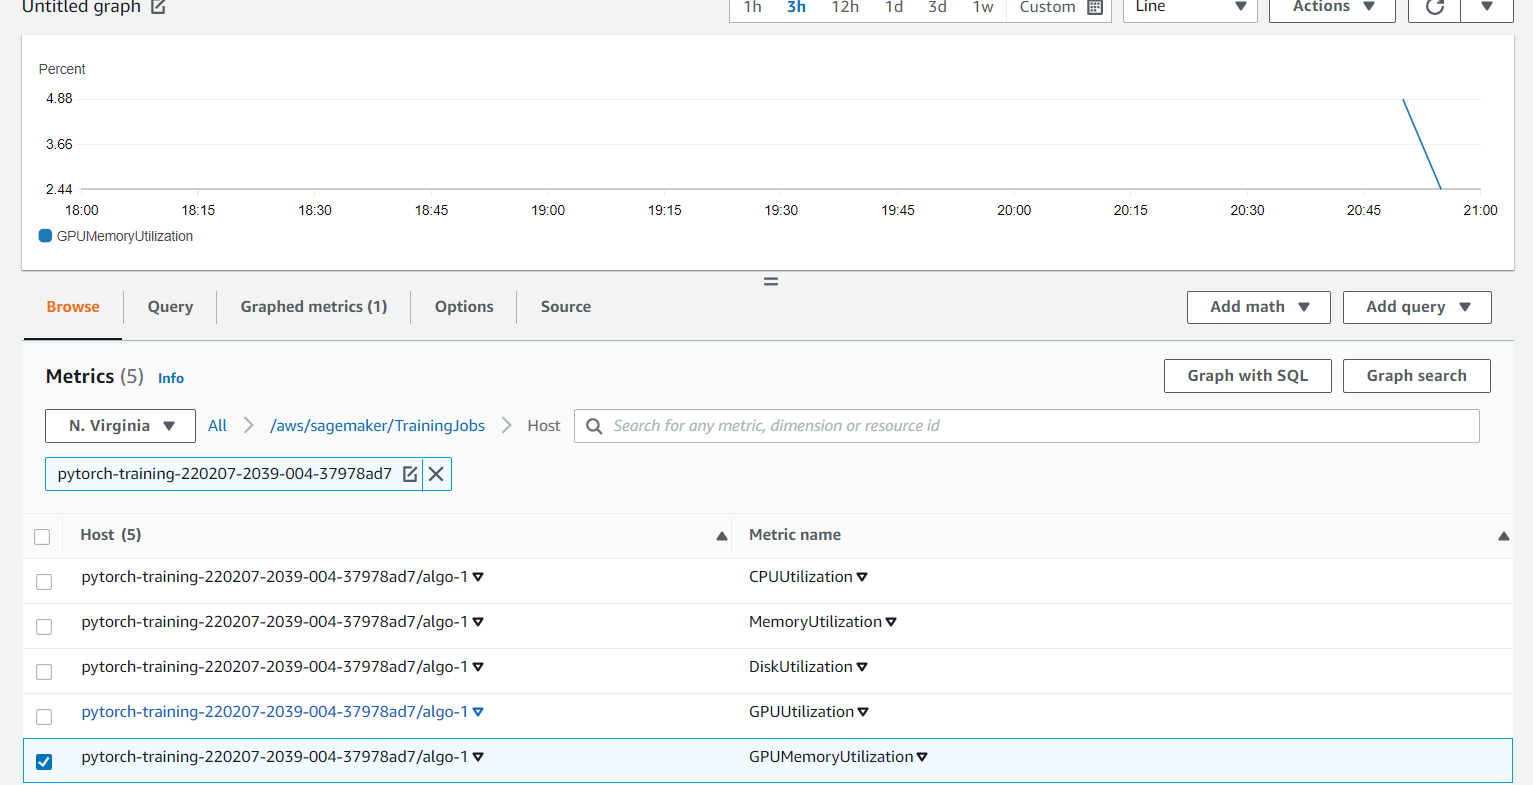 Untitled graph
1h 3h 12h 1d 3d 1w Custom Line Actions
Percent
4.88
3.66
2.44
18:00 18:15 18:30 18:45 19:00 19:15 19:30 19:45 20:00 20:15 20:30 20:45 21:00
GPUMemoryUtilization
Browse Query Graphed metrics (1) Options Source Add math Add query
Metrics (5) Info Graph with SQL Graph search
N. Virginia All /aws/sagemaker/TrainingJobs Host Search for any metric, dimension or resource id
pytorch-training-220207-2039-004-37978ad7
Host (5) Metric name
pytorch-training-220207-2039-004-37978ad7/algo-1 CPUUtilization
pytorch-training-220207-2039-004-37978ad7/algo-1 MemoryUtilization
pytorch-training-220207-2039-004-37978ad7/algo-1 DiskUtilization
pytorch-training-220207-2039-004-37978ad7/algo-1 GPUUtilization
pytorch-training-220207-2039-004-37978ad7/algo-1 GPUMemoryUtilization